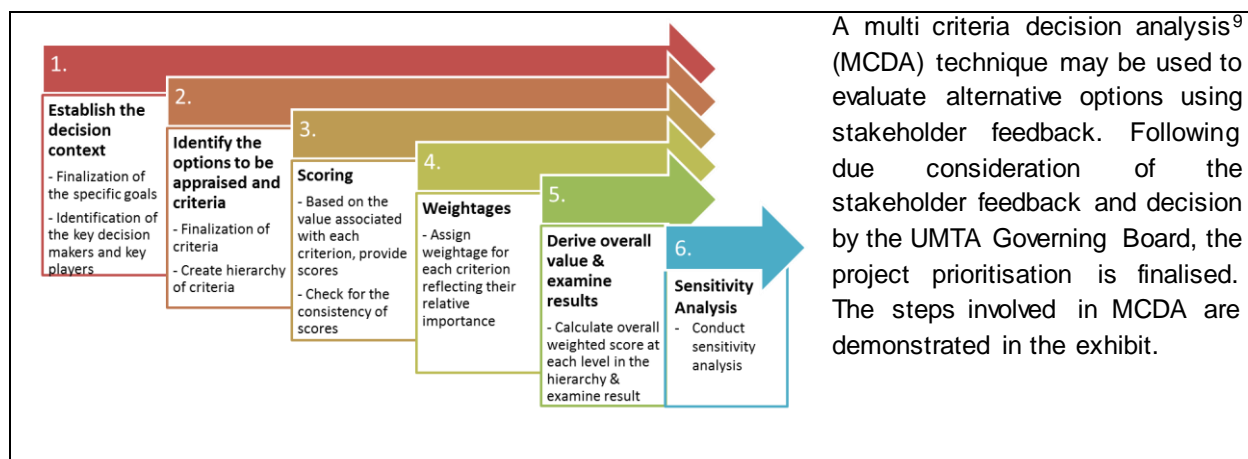 1.
Establish the
decision
context
- Finalization of
the specific goals
- Identification of
the key decision
makers and key
players
2.
Identify the
options to be
appraised and
criteria
- Finalization of
criteria
- Create hierarchy
of criteria
3.
Scoring
- Based on the
value associated
with each
criterion, provide
scores
- Check for the
consistency of
scores
4.
Weightages
- Assign
weightage for
each criterion
reflecting their
relative
importance
5.
Derive overall
value &
examine
results
- Calculate overall
weighted score at
each level in the
hierarchy &
examine result
6.
Sensitivity
Analysis
- Conduct
sensitivity
analysis
A multi criteria decision analysis⁹
(MCDA) technique may be used to
evaluate alternative options using
stakeholder feedback. Following
due consideration of the
stakeholder feedback and decision
by the UMTA Governing Board, the
project prioritisation is finalised.
The steps involved in MCDA are
demonstrated in the exhibit.